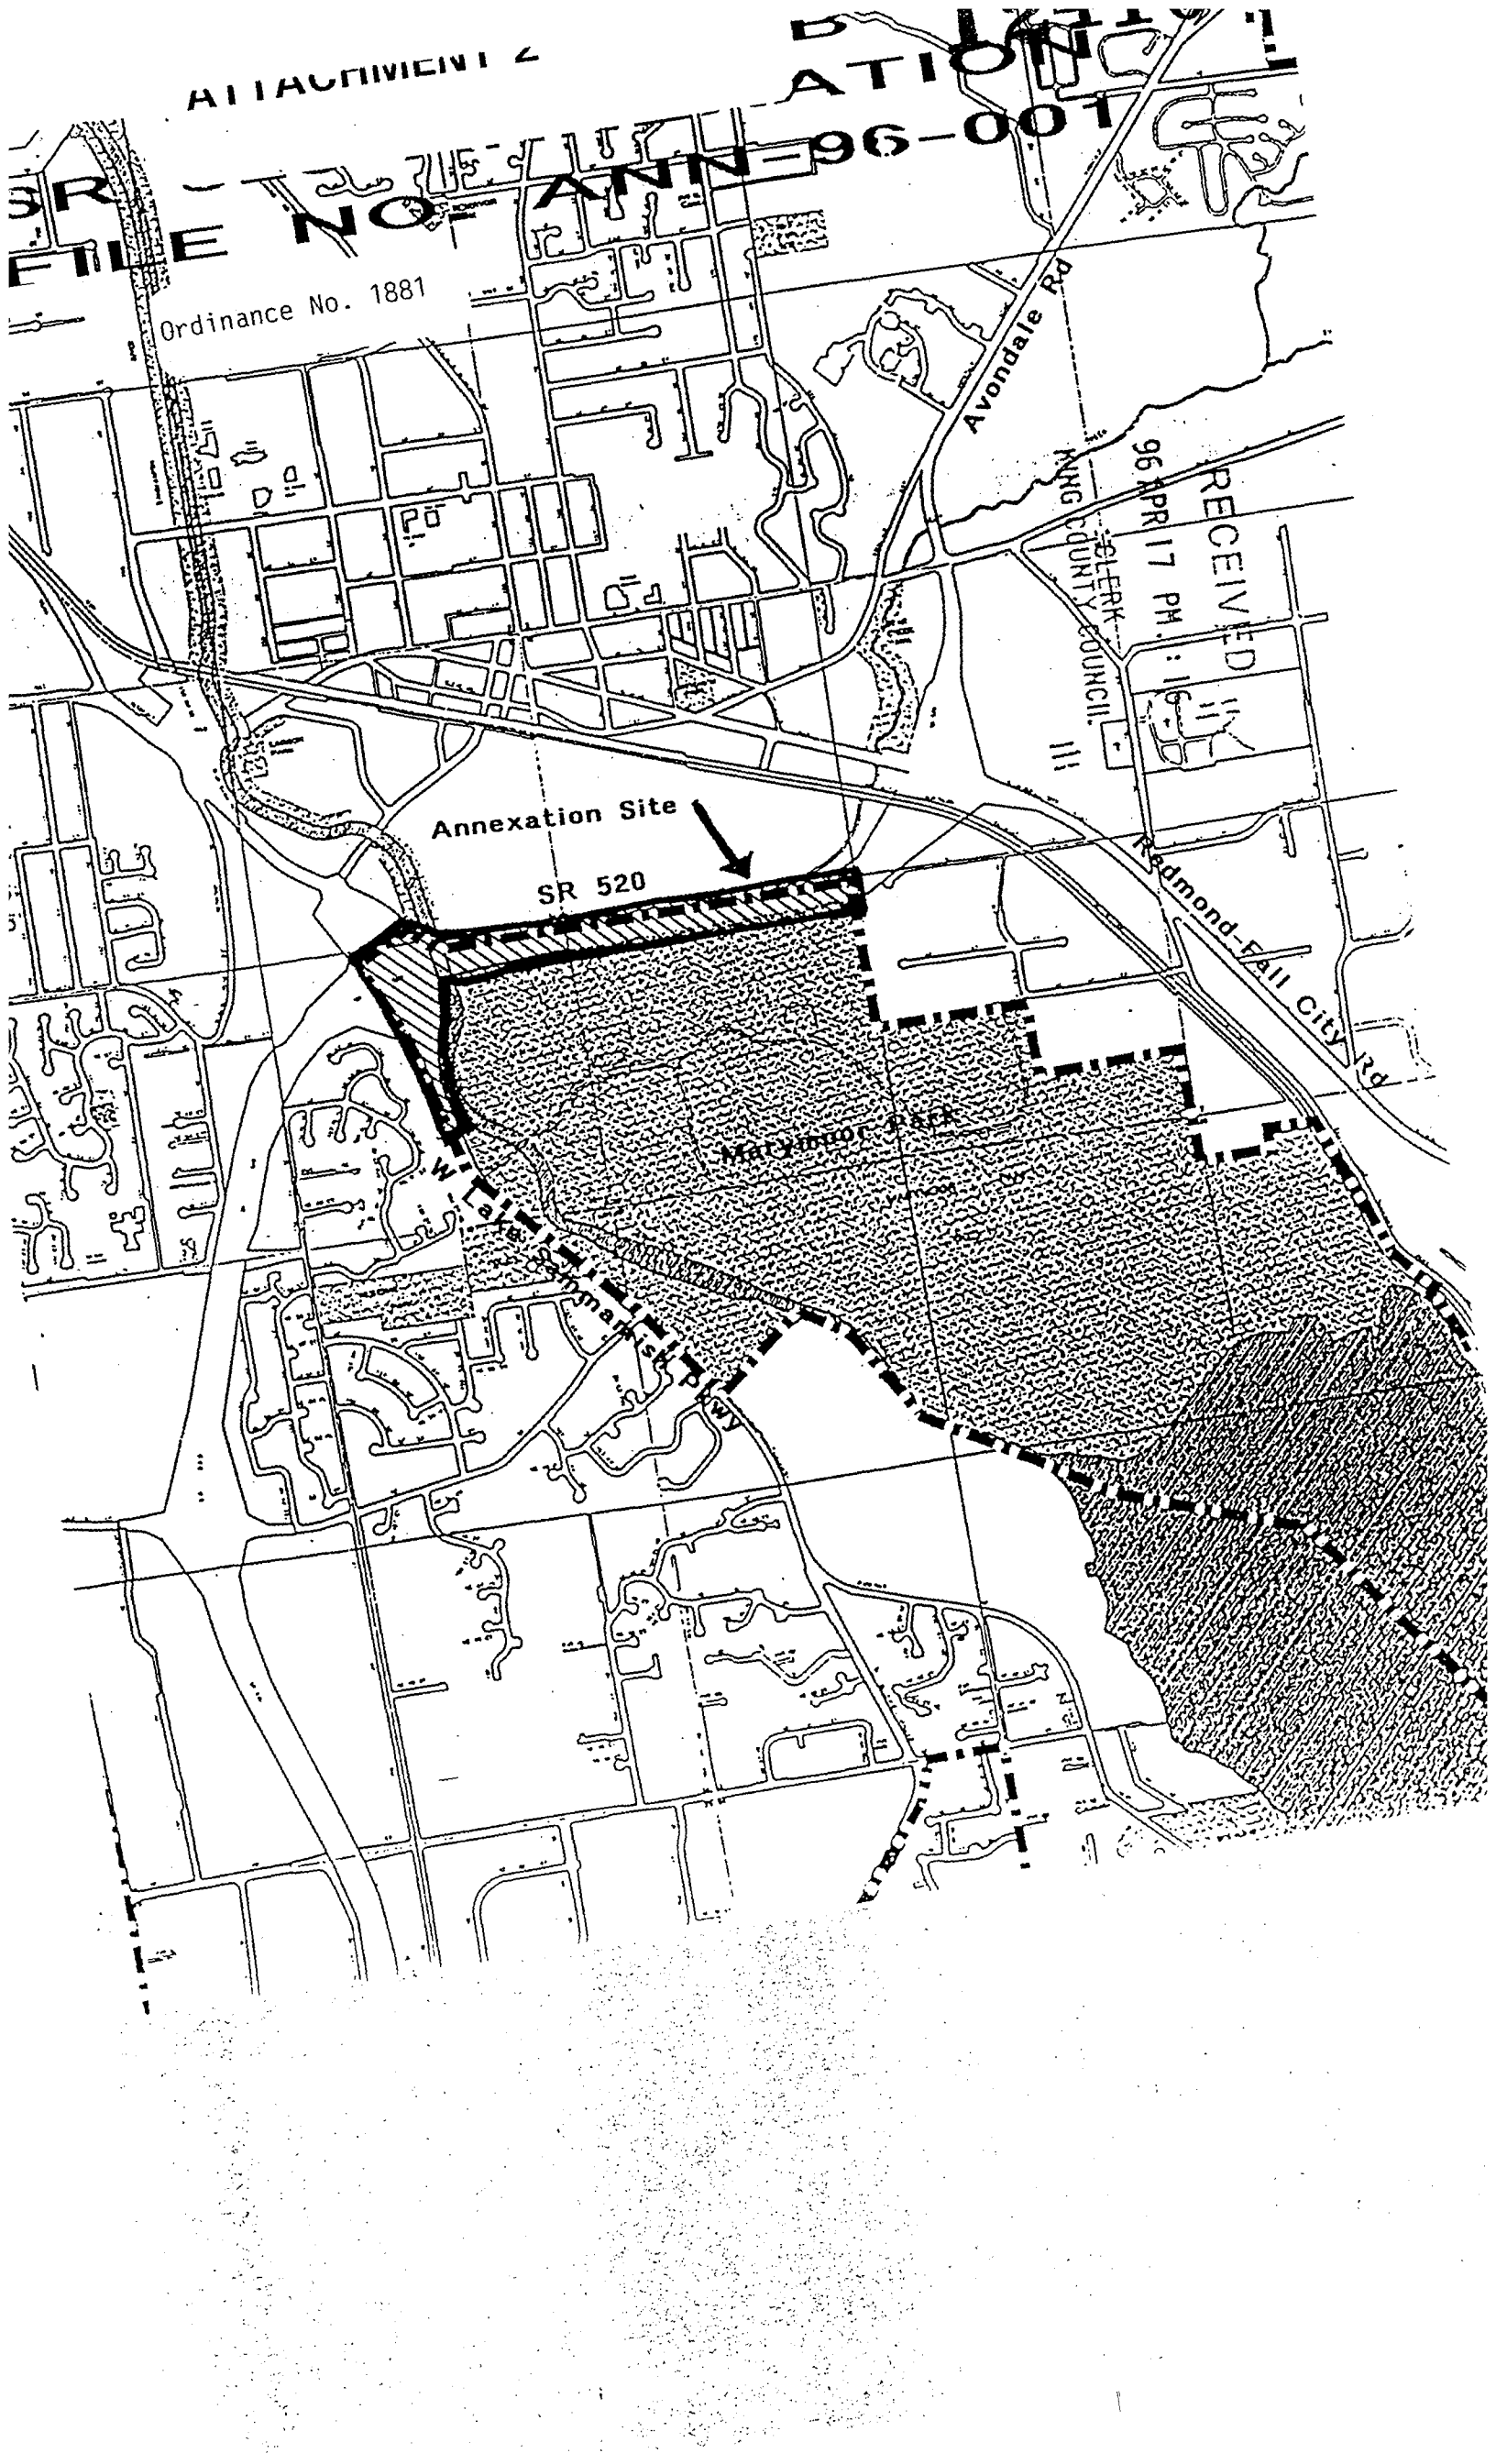 ATTACHMENT 2
ATION
SR
FILE NO. ANN-96-001
Ordinance No. 1881
Avondale Rd
RECEIVED
96 APR 17 PM
: 16
CLERK
KING COUNTY COUNCIL
Annexation Site
SR 520
Redmond-Fall City Rd
Marymoor Park
W Lake Sammamish Pkwy